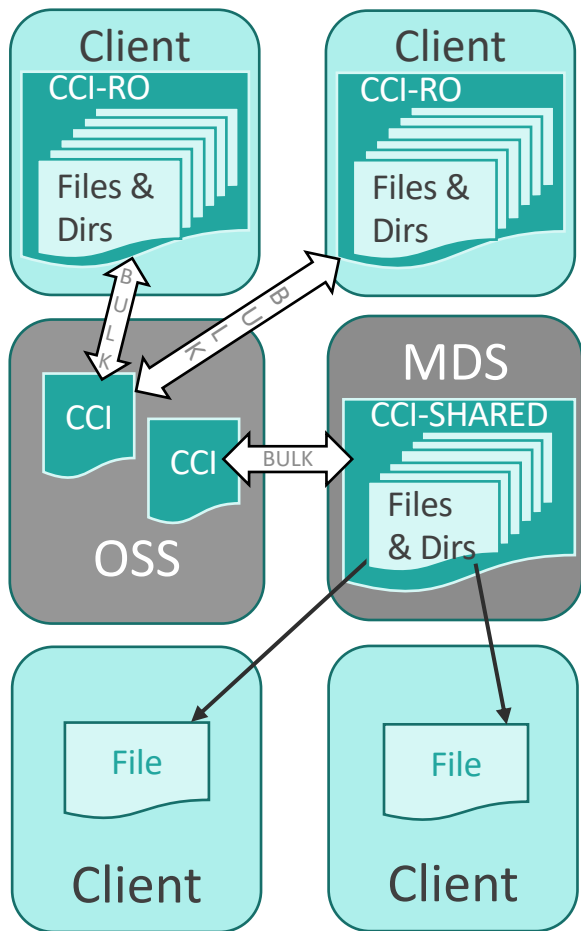 Client
CCI-RO
Files &
Dirs
Client
CCI-RO
Files &
Dirs
BULK
BULK
CCI
CCI
OSS
BULK
MDS
CCI-SHARED
Files
& Dirs
File
Client
File
Client